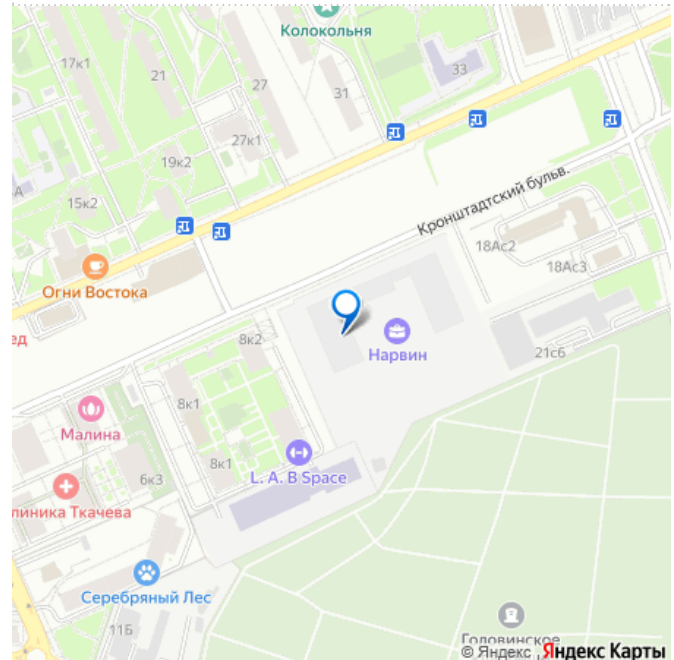 Колокольня
17к1
21
27
31
33
27к1
19к2
А
15к2
Кронштадтский бульв.
18Ас2
18Ас3
Огни Востока
ед
8к2
Нарвин
21с6
8к1
Малина
8к1
6к3
L. A. B Space
линика Ткачева
Серебряный Лес
11Б
Головинское
© Яндекс Яндекс Карты